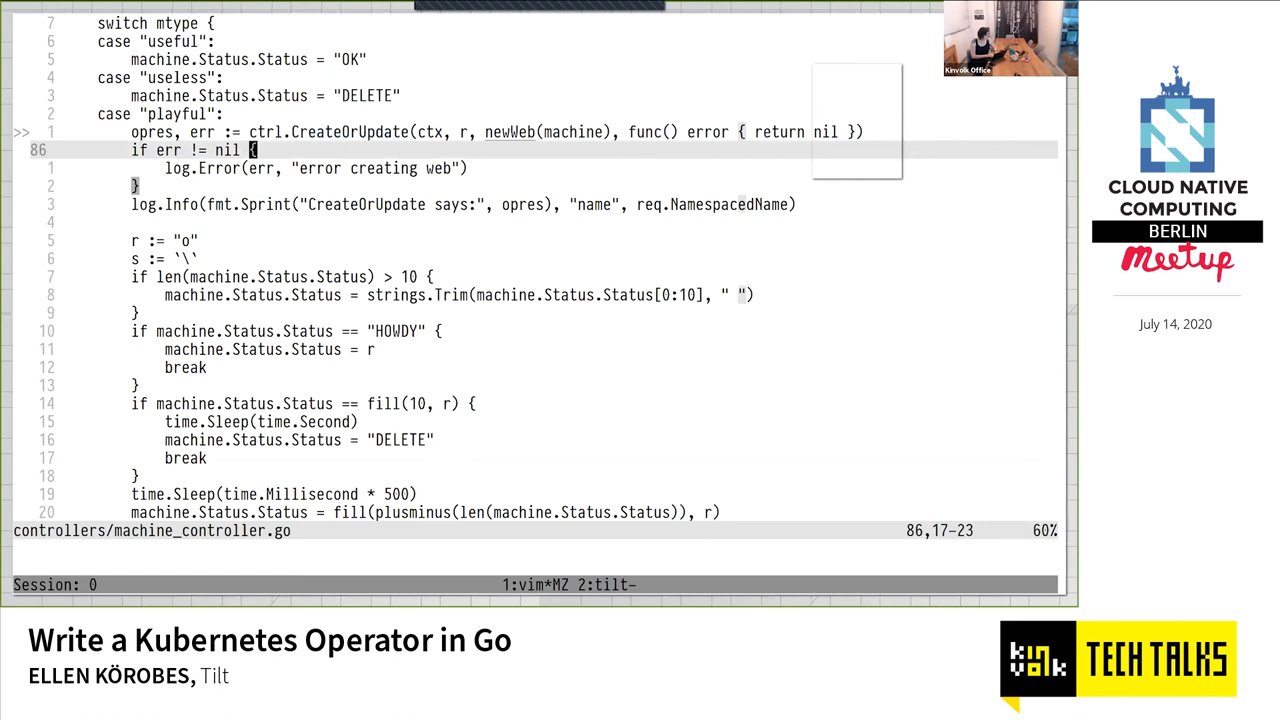 7 switch mtype {
6 case "useful":
5 machine.Status.Status = "OK"
4 case "useless":
3 machine.Status.Status = "DELETE"
2 case "playful":
>> 1 opres, err := ctrl.CreateOrUpdate(ctx, r, newWeb(machine), func() error { return nil })
86 if err != nil {
1 log.Error(err, "error creating web")
2 }
3 log.Info(fmt.Sprint("CreateOrUpdate says:", opres), "name", req.NamespacedName)
4
5 r := "o"
6 s := `\`
7 if len(machine.Status.Status) > 10 {
8 machine.Status.Status = strings.Trim(machine.Status.Status[0:10], " ")
9 }
10 if machine.Status.Status == "HOWDY" {
11 machine.Status.Status = r
12 break
13 }
14 if machine.Status.Status == fill(10, r) {
15 time.Sleep(time.Second)
16 machine.Status.Status = "DELETE"
17 break
18 }
19 time.Sleep(time.Millisecond * 500)
20 machine.Status.Status = fill(plusminus(len(machine.Status.Status)), r)
controllers/machine_controller.go 86,17-23 60%
Session: 0 1:vim*MZ 2:tilt-
Kinvolk Office
CLOUD NATIVE
COMPUTING
BERLIN
Meetup
July 14, 2020
Write a Kubernetes Operator in Go
ELLEN KÖROBES, Tilt
kinvolk TECH TALKS